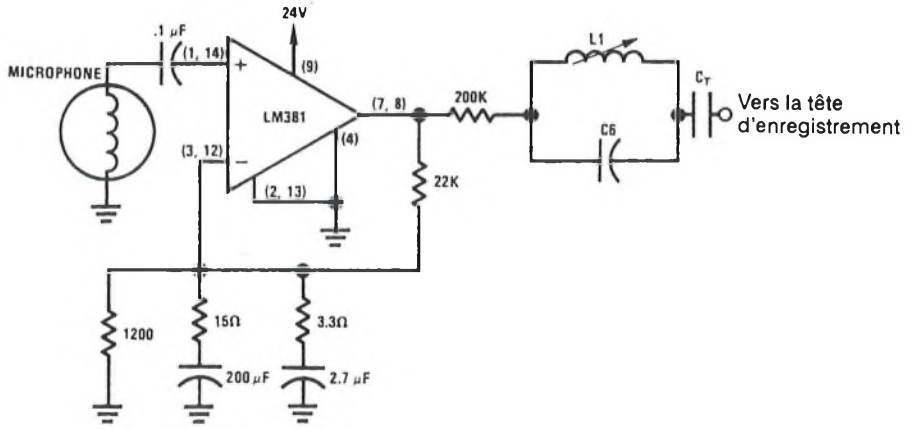 24V
.1 μF
(1, 14)
L1
MICROPHONE
+
(9)
CT
LM381
(7, 8)
200K
Vers la tête
d'enregistrement
(3, 12)
−
(4)
C6
(2, 13)
22K
1200
15Ω
3.3Ω
200 μF
2.7 μF